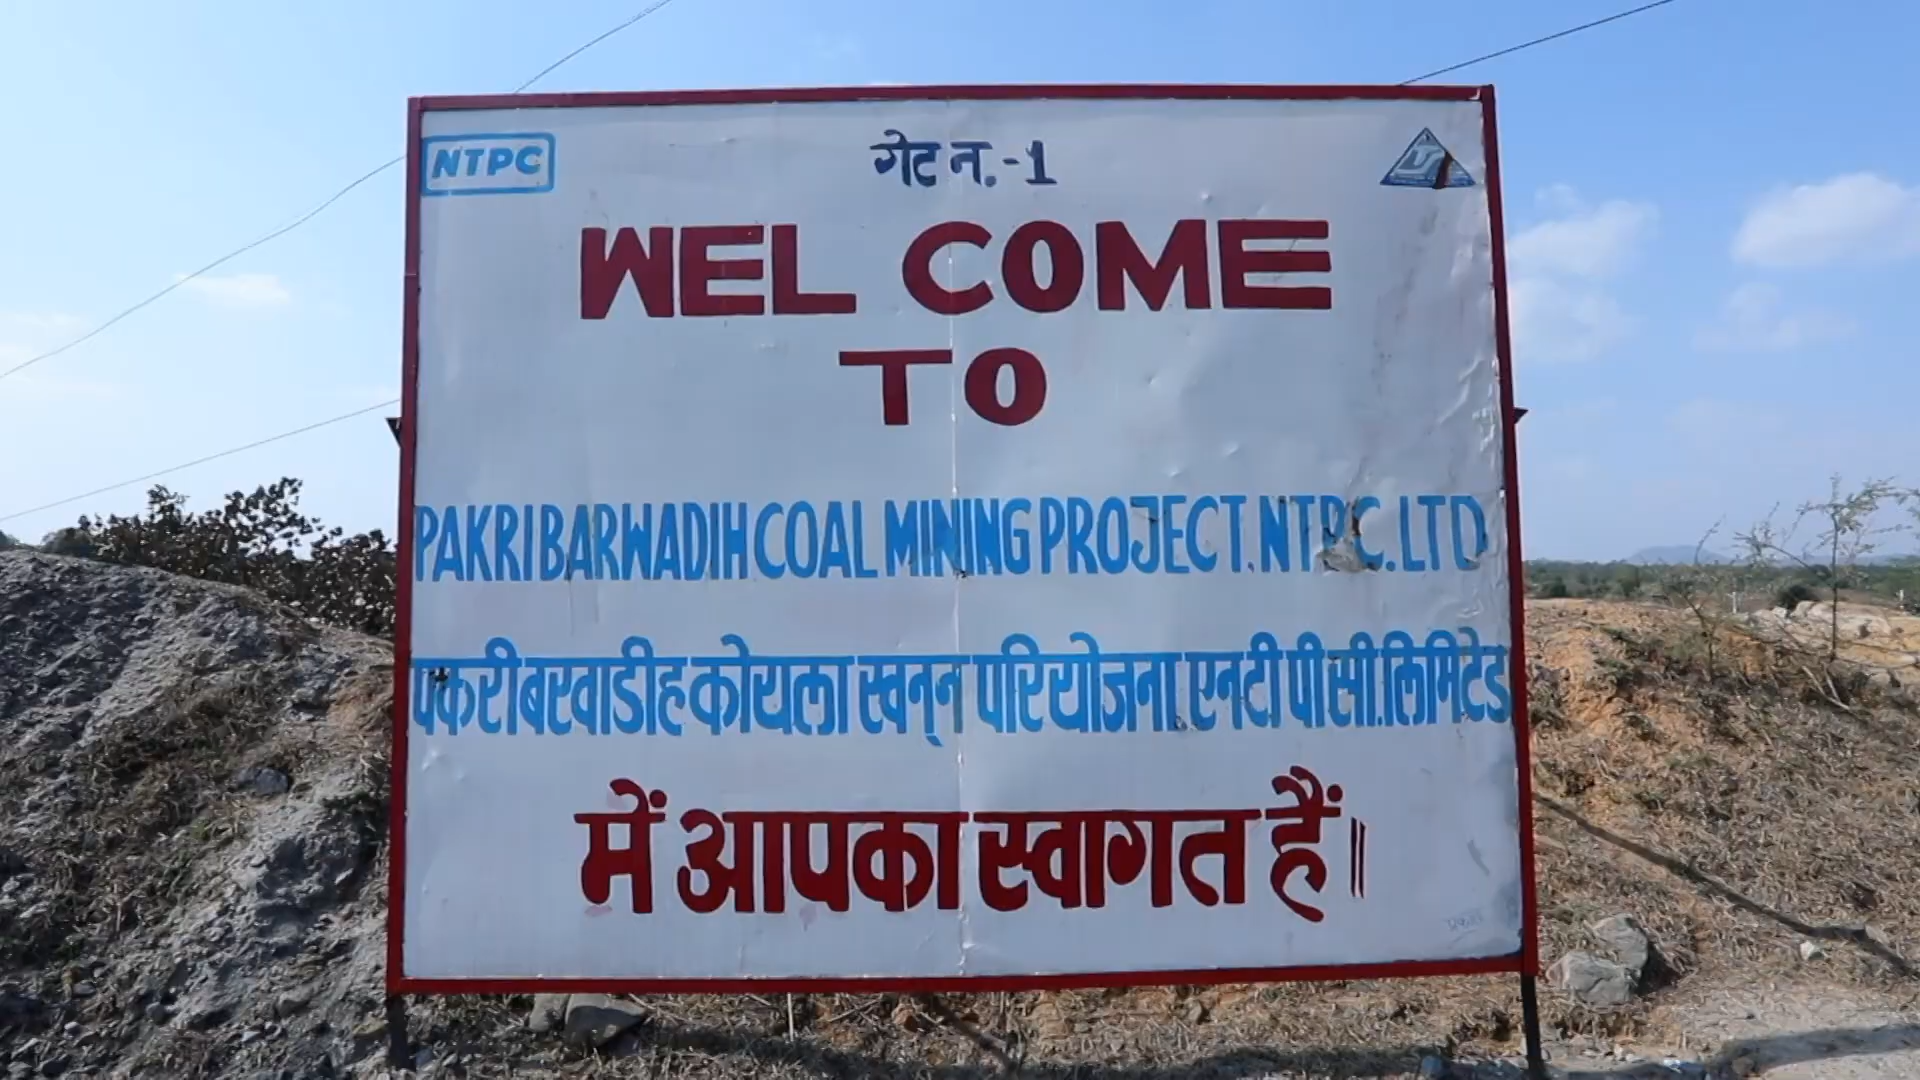 NTPC
गेट न.-1
WEL COME
TO
PAKRI BARWADIH COAL MINING PROJECT. NTPC. LTD
पकरी बरवाडीह कोयला खनन् परियोजना एनटी पी सी. लिमिटेड
में आपका स्वागत हैं॥